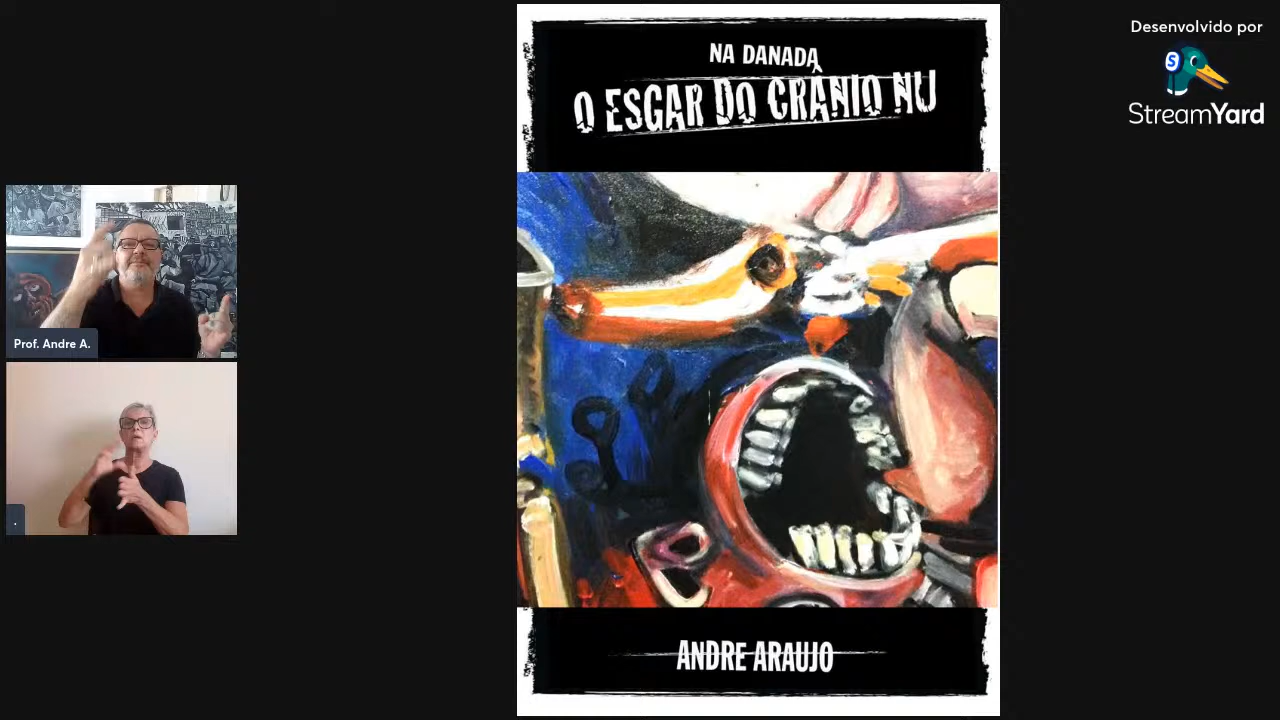 NA DANADA
O ESGAR DO CRÂNIO NU
ANDRE ARAUJO
Desenvolvido por
StreamYard
Prof. Andre A.
.